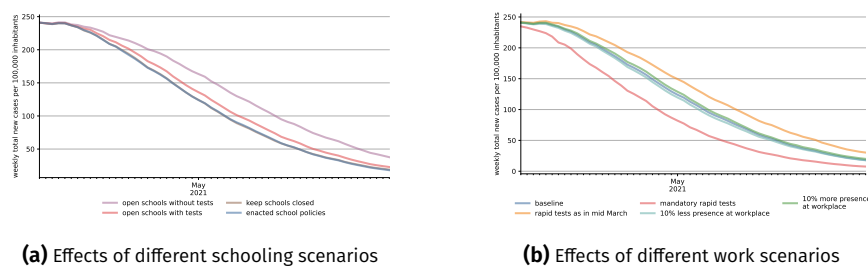 weekly total new cases per 100,000 inhabitants
250
200
150
100
50
May
2021
open schools without tests
open schools with tests
keep schools closed
enacted school policies
(a) Effects of different schooling scenarios
weekly total new cases per 100,000 inhabitants
250
200
150
100
50
0
May
2021
baseline
rapid tests as in mid March
mandatory rapid tests
10% less presence at workplace
10% more presence
at workplace
(b) Effects of different work scenarios